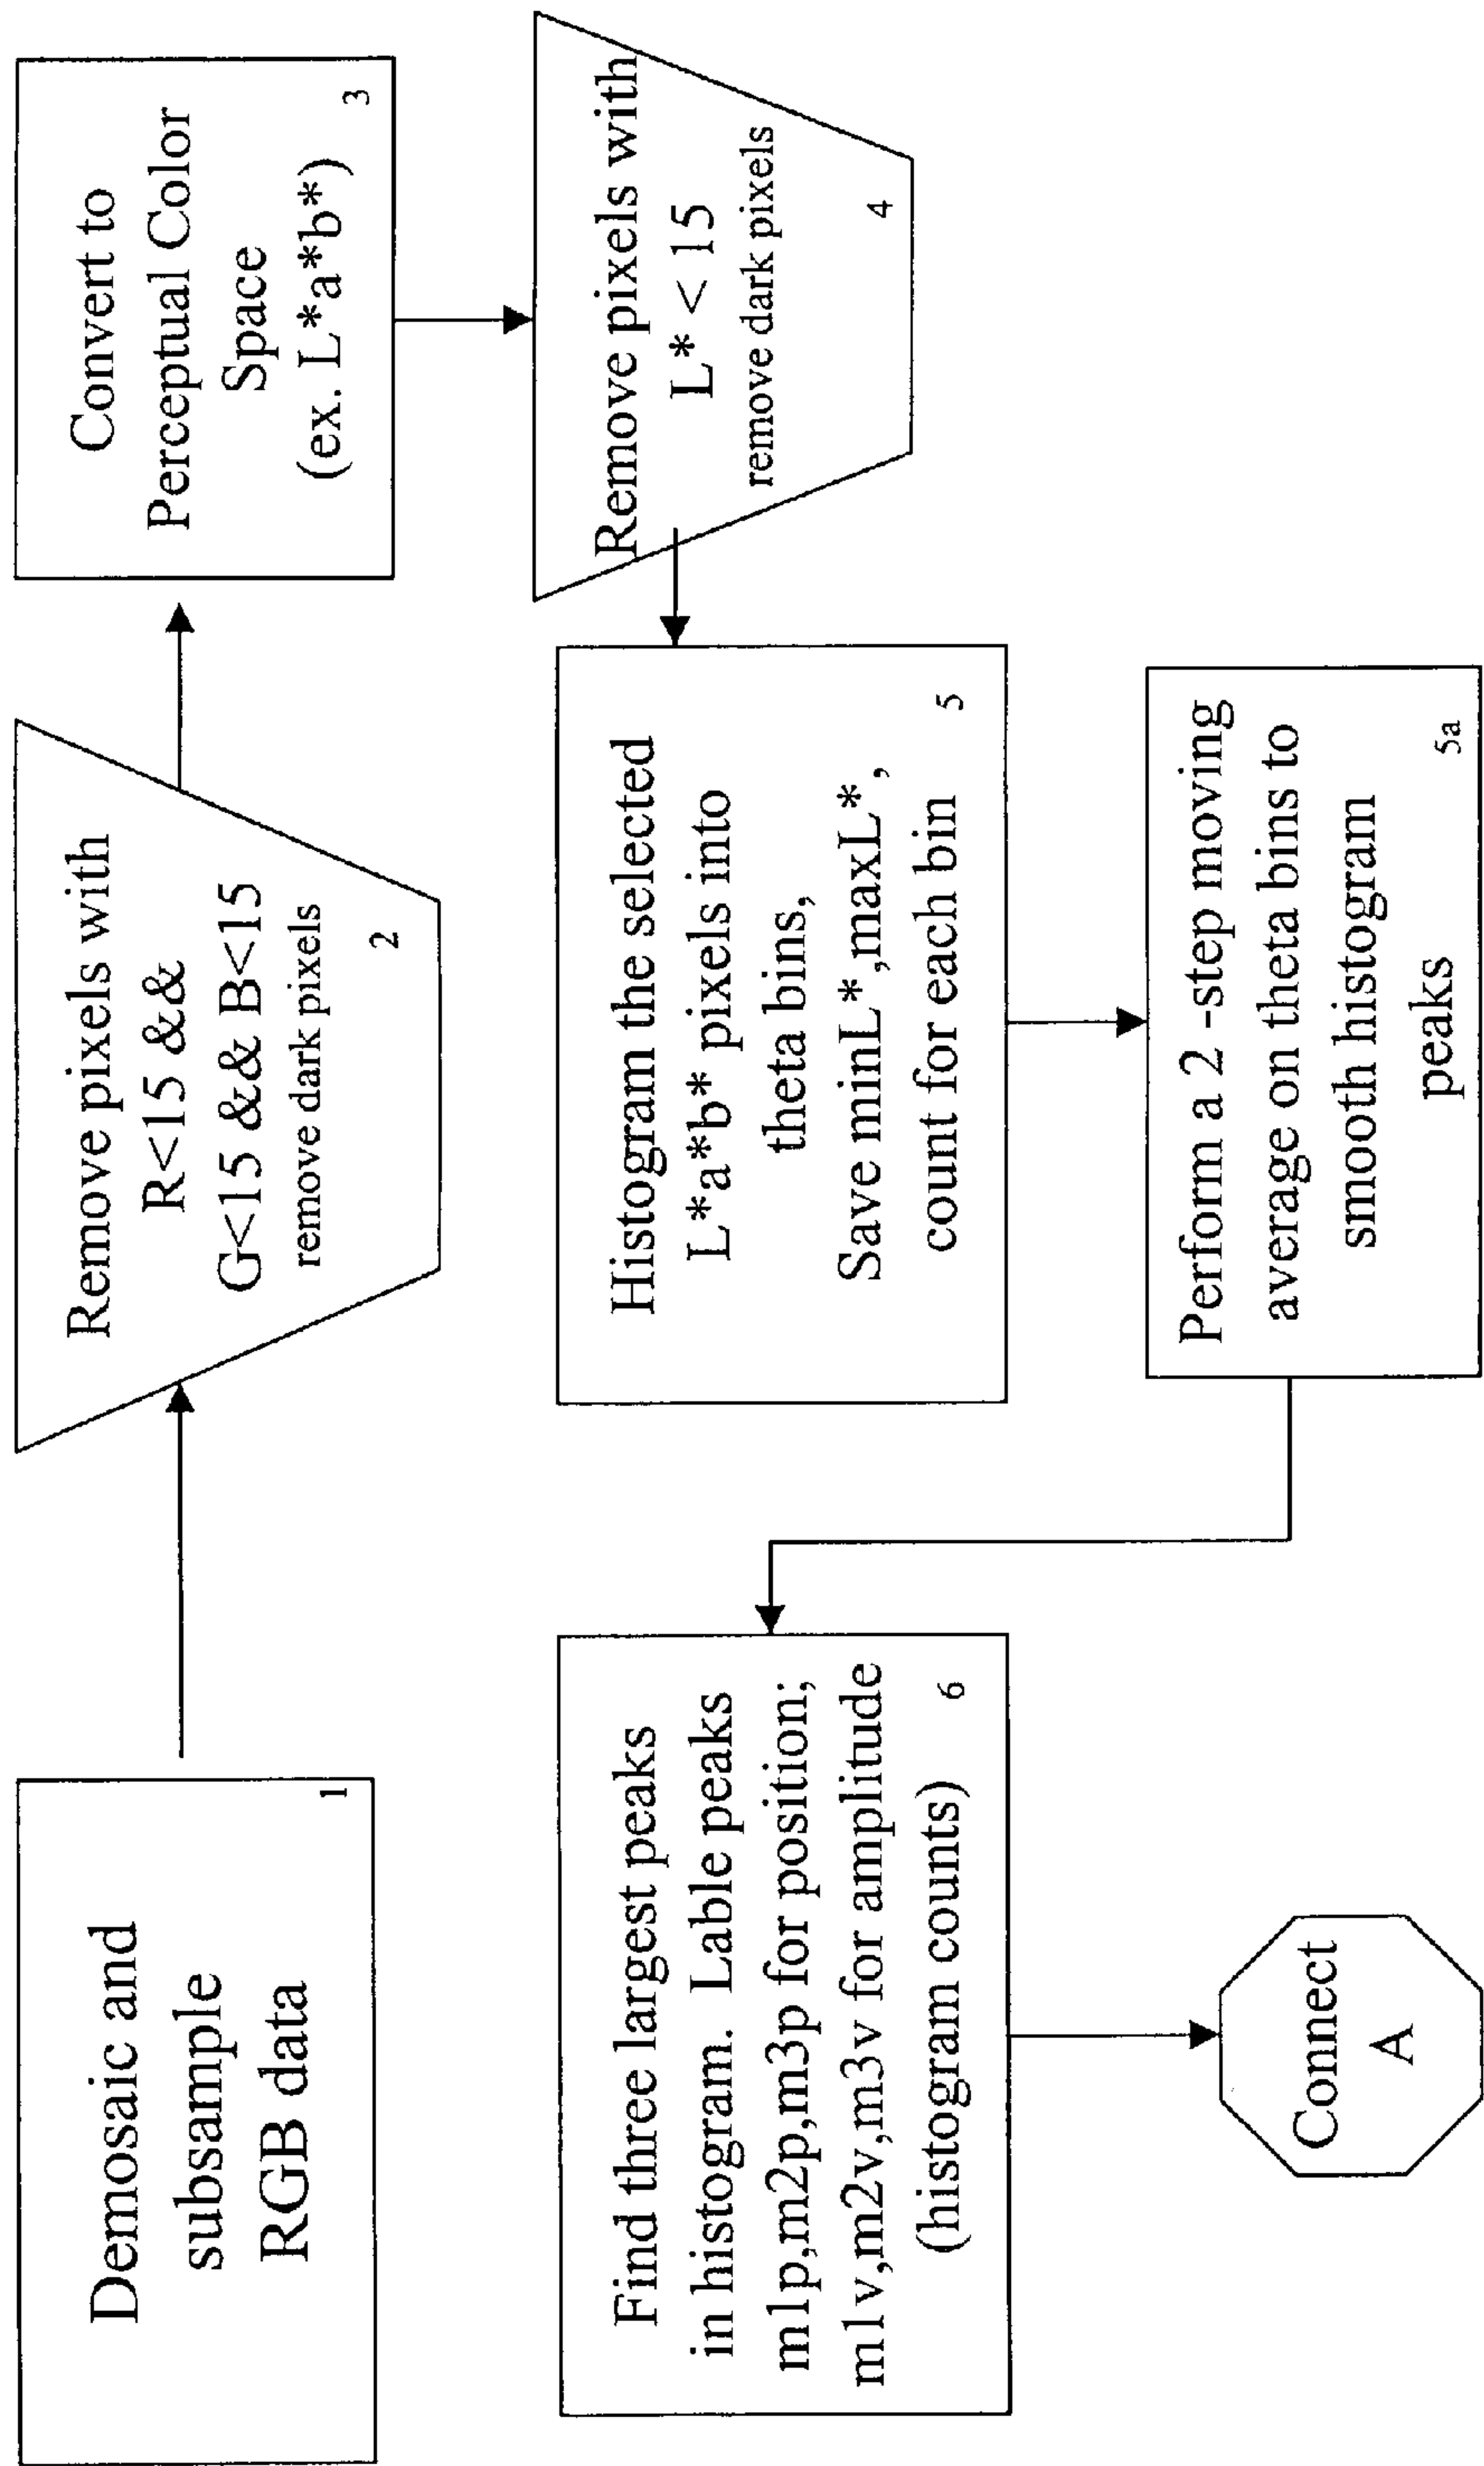 Demosaic and
subsample
RGB data
1
Remove pixels with
R<15 &&
G<15 && B<15
remove dark pixels
2
Convert to
Perceptual Color
Space
(ex. L*a*b*)
3
Remove pixels with
L* < 15
remove dark pixels
4
Histogram the selected
L*a*b* pixels into
theta bins,
Save minL*,maxL*,
count for each bin
5
Perform a 2 -step moving
average on theta bins to
smooth histogram
peaks
5a
Find three largest peaks
in histogram. Lable peaks
m1p,m2p,m3p for position;
m1v,m2v,m3v for amplitude
(histogram counts)
6
Connect
A